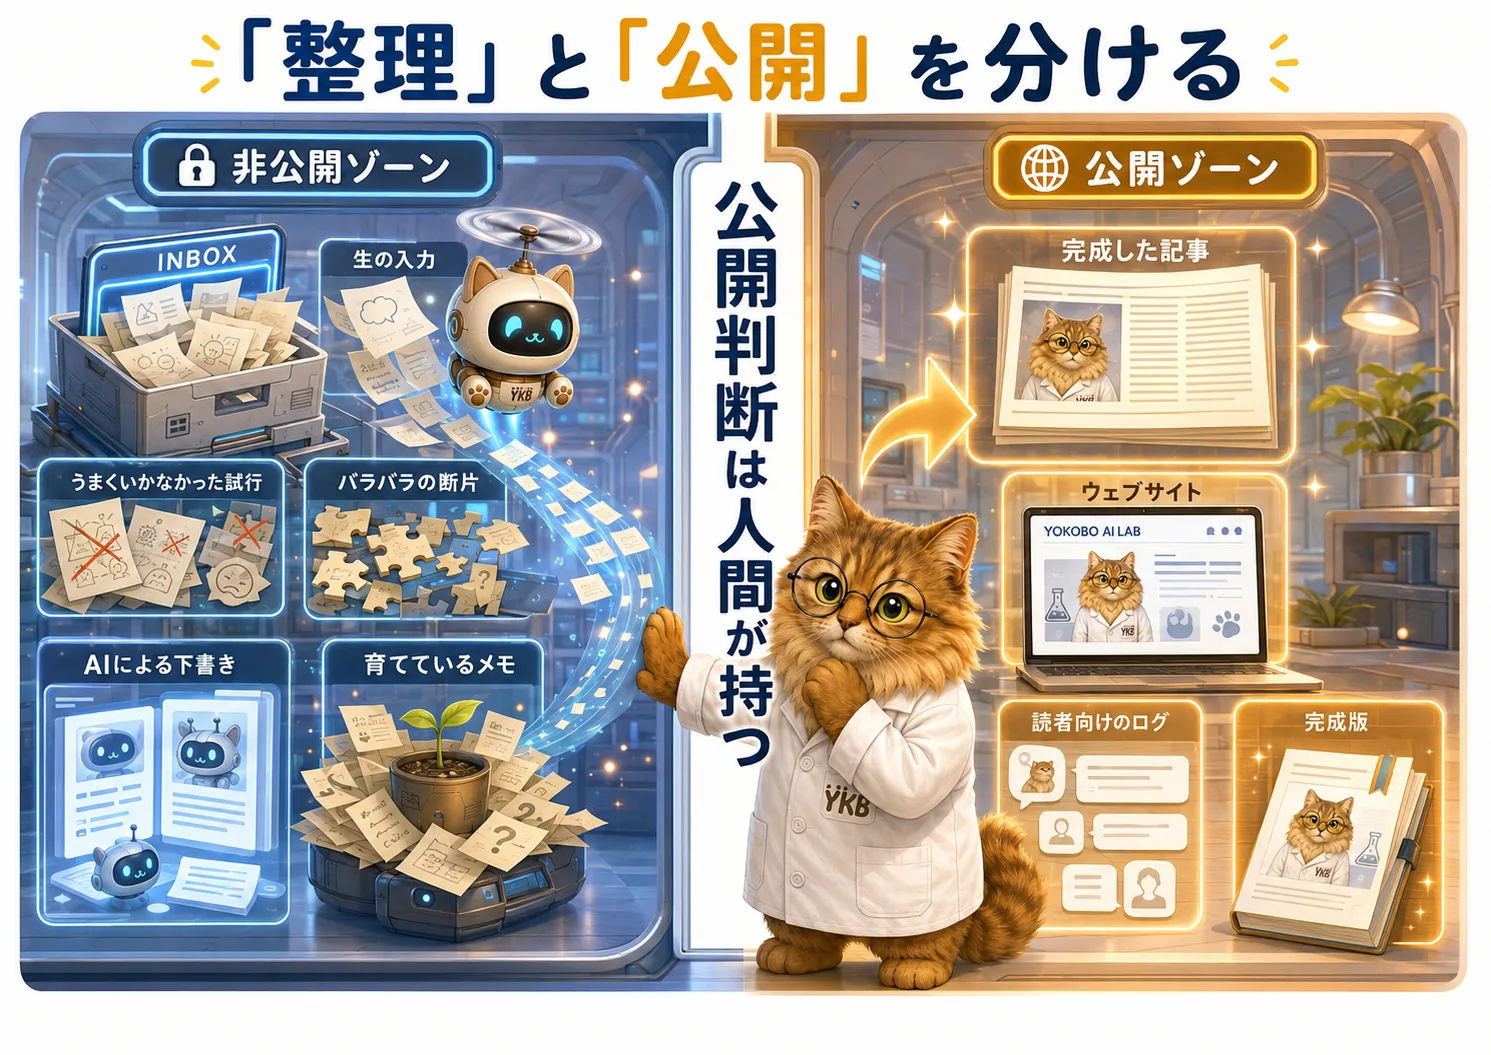 「整理」と「公開」を分ける
非公開ゾーン
INBOX
生の入力
YKB
うまくいかなかった試行
バラバラの断片
?
AIによる下書き
育てているメモ
?
2
?
公開判断は人間が持つ
YKB
公開ゾーン
完成した記事
ウェブサイト
YOKOBO AI LAB
YKB
読者向けのログ
完成版
YKB